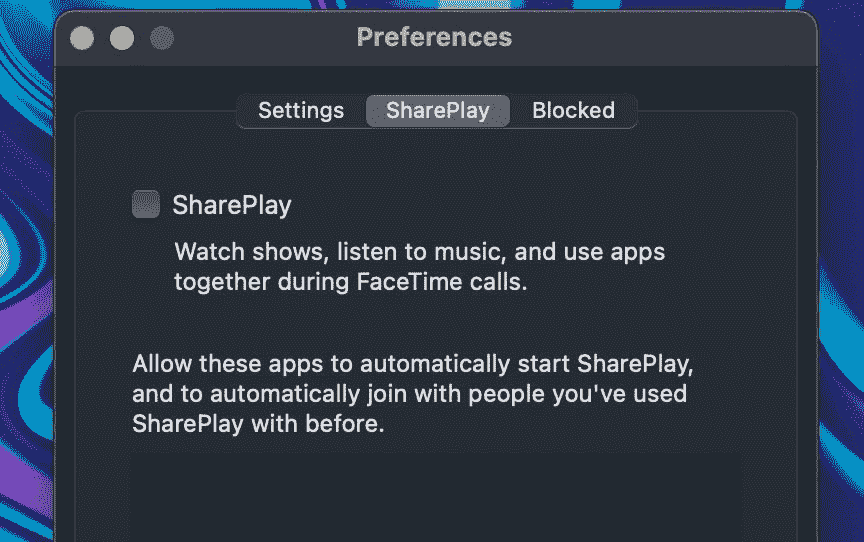 Preferences
Settings SharePlay Blocked
SharePlay
Watch shows, listen to music, and use apps
together during FaceTime calls.
Allow these apps to automatically start SharePlay,
and to automatically join with people you've used
SharePlay with before.